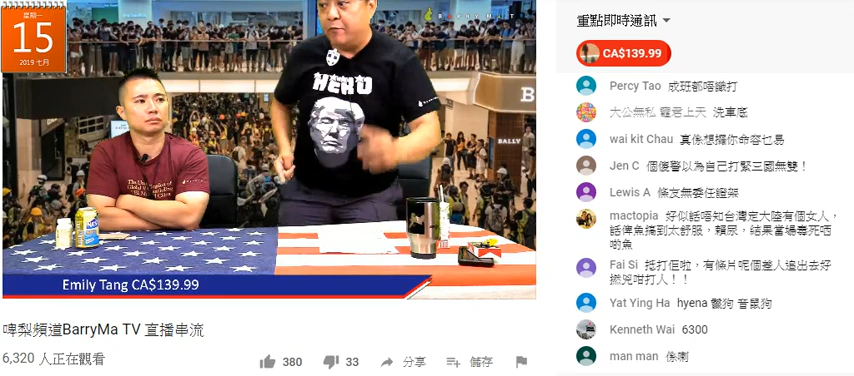 星期一
15
2019 七月
BARRYMATV
HERO
B
BALLY
Emily Tang CA$139.99
啤梨頻道BarryMa TV 直播串流
6,320 人正在觀看
380
33
分享
儲存
重點即時通訊
CA$139.99
Percy Tao 成班都唔識打
大公無私 竈君上天 洗車底
wai kit Chau 真係想攞你命容乜易
Jen C 個傻警以為自己打緊三國無雙！
Lewis A 條友無委任證架
mactopia 好似話唔知台灣定大陸有個女人，
話俾魚搞到太舒服，賴尿，結果當場毒死晒
啲魚
Fai Si 抵打佢啦，有條片呢個差人追出去好
撚兇咁打人！！
Yat Ying Ha hyena 鬣狗 音鼠狗
Kenneth Wai 6300
man man 係喇